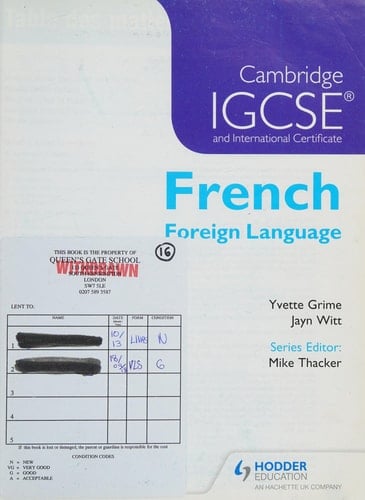 Cambridge
IGCSE®
and International Certificate
French
Foreign Language
16
THIS BOOK IS THE PROPERTY OF
QUEEN'S GATE SCHOOL
WITHDRAWN
LONDON
SW7 5LE
0207 589 3587
LENT TO:
NAME DATE FORM CONDITION
1 10/13 N
2 G
3
4
5
If this book is lost or damaged, the parent or guardian is responsible for the cost
CONDITION CODES
N = NEW
VG = VERY GOOD
G = GOOD
A = ACCEPTABLE
Yvette Grime
Jayn Witt
Series Editor:
Mike Thacker
HODDER
EDUCATION
AN HACHETTE UK COMPANY